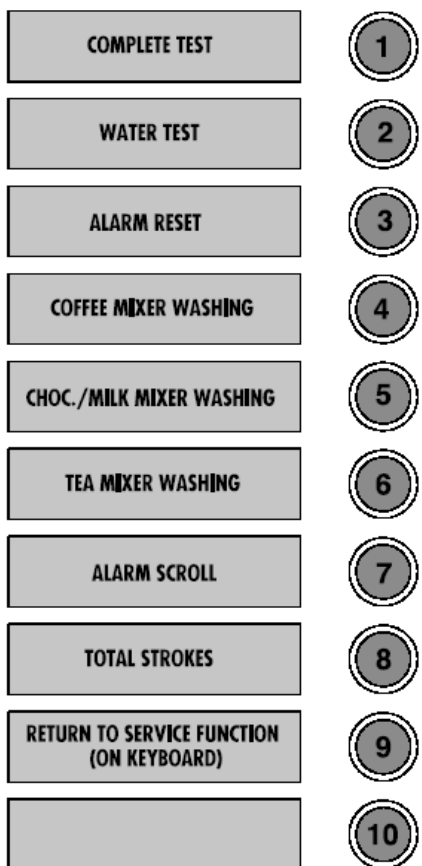 COMPLETE TEST 1
WATER TEST 2
ALARM RESET 3
COFFEE MIXER WASHING 4
CHOC./MILK MIXER WASHING 5
TEA MIXER WASHING 6
ALARM SCROLL 7
TOTAL STROKES 8
RETURN TO SERVICE FUNCTION
(ON KEYBOARD) 9
10